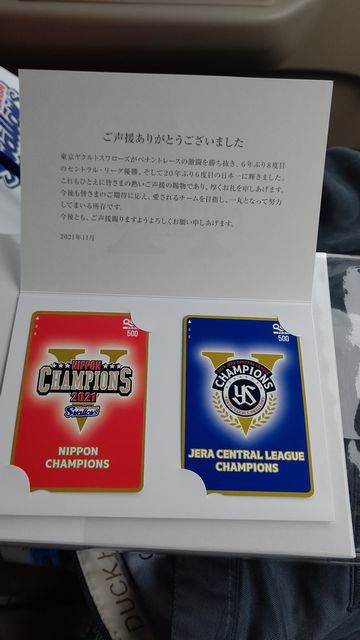 ご声援ありがとうございました
東京ヤクルトスワローズがペナントレースの激闘を勝ち抜き、6年ぶり8度目
のセントラル・リーグ優勝、そして20年ぶり6度目の日本一に輝きました。
これもひとえに皆さまの熱いご声援の賜物であり、厚くお礼を申しあげます。
今後も皆さまのご期待に応え、愛されるチームを目指し、一丸となって努力
してまいる所存です。
今後とも、ご声援賜りますようよろしくお願い申しあげます。
2021年11月
Swallows
500
NIPPON
CHAMPIONS
2021
Swallows
NIPPON
CHAMPIONS
500
CHAMPIONS
YS
JERA CENTRAL LEAGUE
CHAMPIONS
DUCK